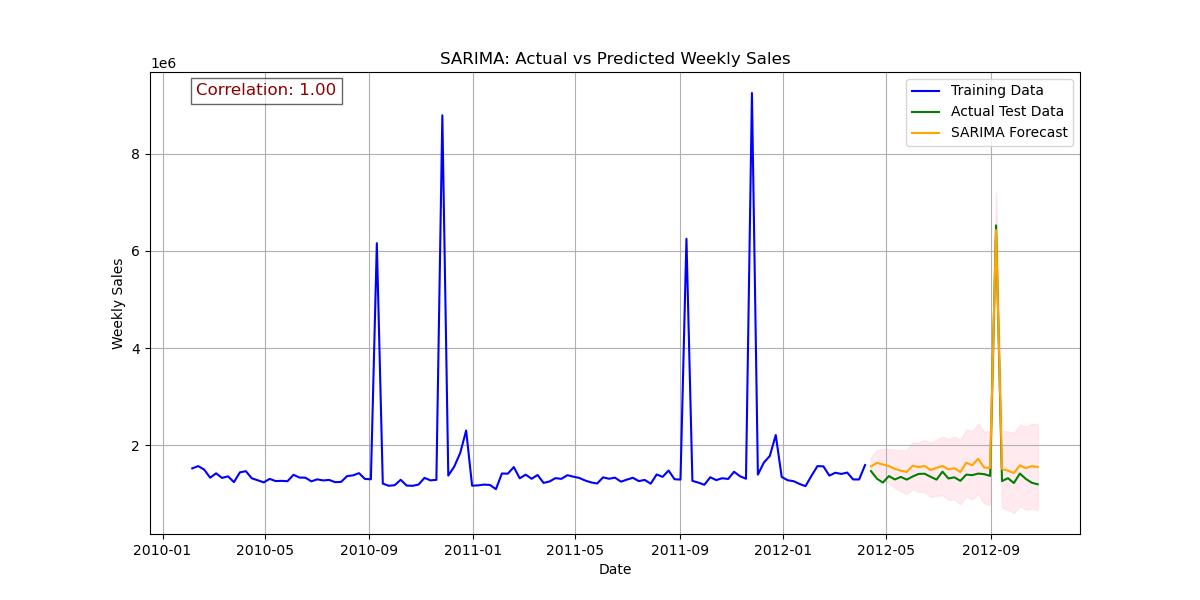 SARIMA: Actual vs Predicted Weekly Sales
1e6
Correlation: 1.00
Training Data
Actual Test Data
SARIMA Forecast
8
6
4
2
Weekly Sales
2010-01 2010-05 2010-09 2011-01 2011-05 2011-09 2012-01 2012-05 2012-09
Date